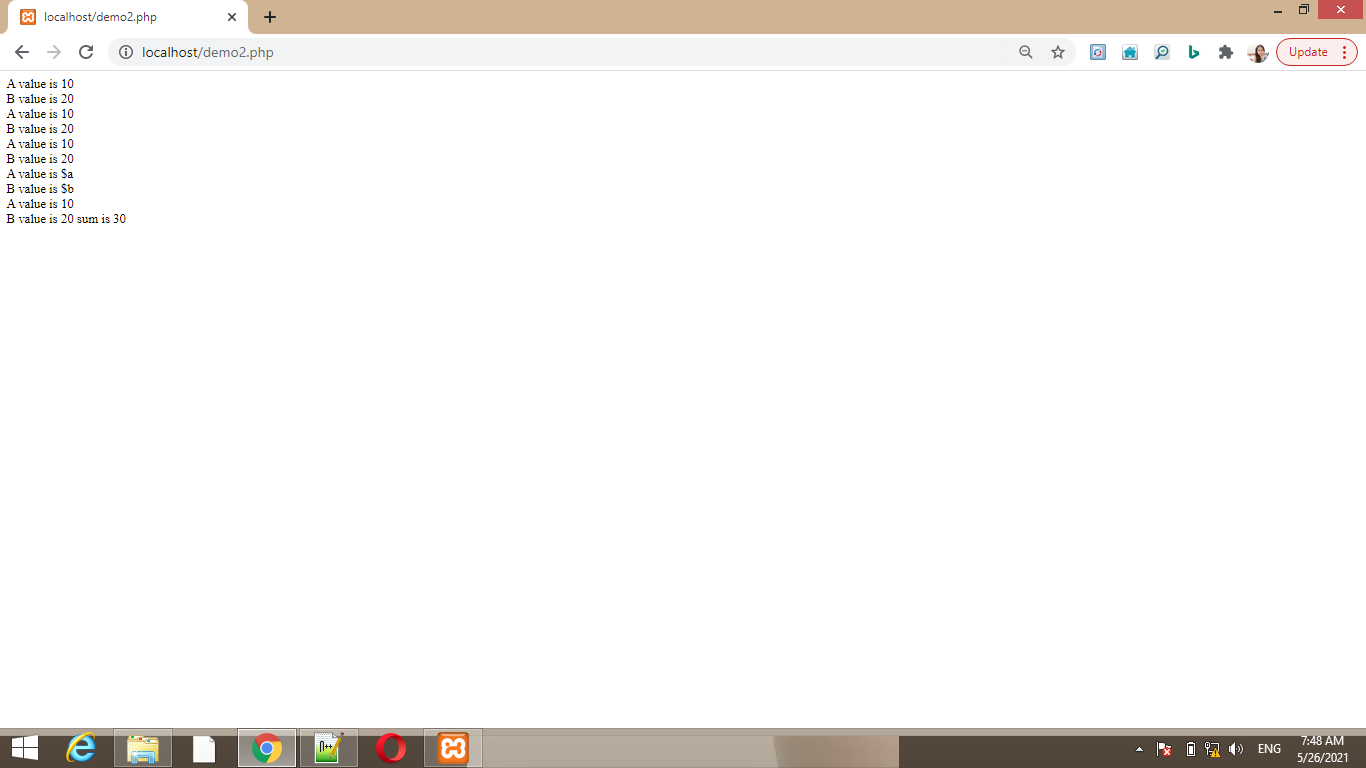 localhost/demo2.php
localhost/demo2.php
Update
A value is 10
B value is 20
A value is 10
B value is 20
A value is 10
B value is 20
A value is $a
B value is $b
A value is 10
B value is 20 sum is 30
ENG
7:48 AM
5/26/2021